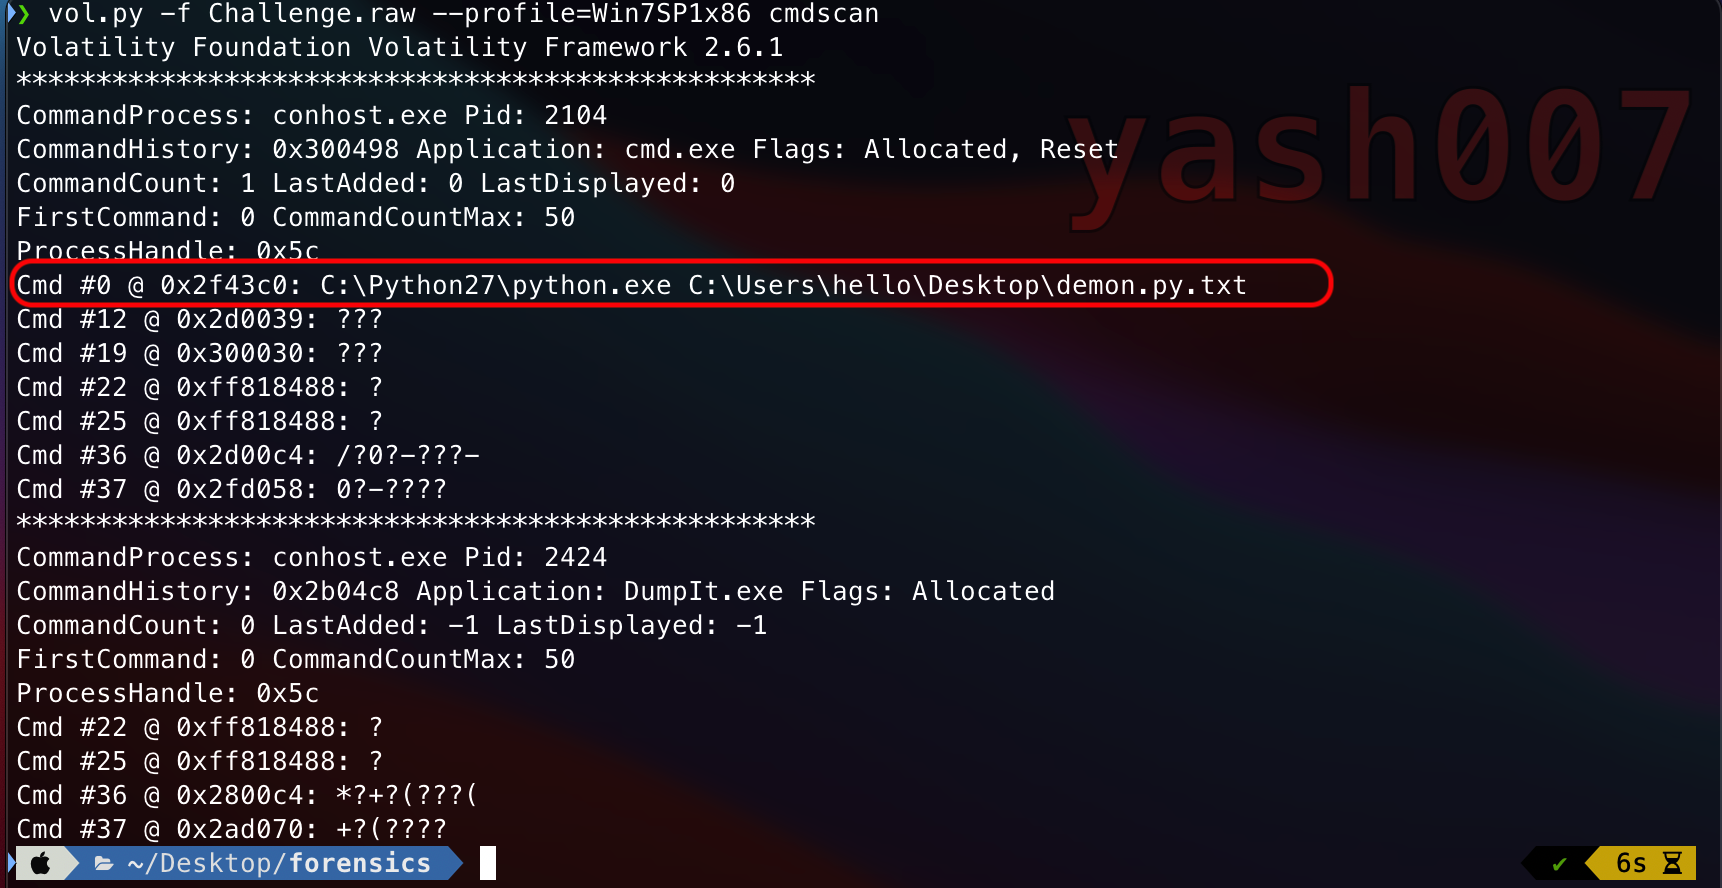 ❯ vol.py -f Challenge.raw --profile=Win7SP1x86 cmdscan
Volatility Foundation Volatility Framework 2.6.1
**************************************************
CommandProcess: conhost.exe Pid: 2104
CommandHistory: 0x300498 Application: cmd.exe Flags: Allocated, Reset
CommandCount: 1 LastAdded: 0 LastDisplayed: 0
FirstCommand: 0 CommandCountMax: 50
ProcessHandle: 0x5c
Cmd #0 @ 0x2f43c0: C:\Python27\python.exe C:\Users\hello\Desktop\demon.py.txt
Cmd #12 @ 0x2d0039: ???
Cmd #19 @ 0x300030: ???
Cmd #22 @ 0xff818488: ?
Cmd #25 @ 0xff818488: ?
Cmd #36 @ 0x2d00c4: /?0?-???-
Cmd #37 @ 0x2fd058: 0?-????
**************************************************
CommandProcess: conhost.exe Pid: 2424
CommandHistory: 0x2b04c8 Application: DumpIt.exe Flags: Allocated
CommandCount: 0 LastAdded: -1 LastDisplayed: -1
FirstCommand: 0 CommandCountMax: 50
ProcessHandle: 0x5c
Cmd #22 @ 0xff818488: ?
Cmd #25 @ 0xff818488: ?
Cmd #36 @ 0x2800c4: *?+?(???(
Cmd #37 @ 0x2ad070: +?(????
~/Desktop/forensics
✔ 6s
yash007